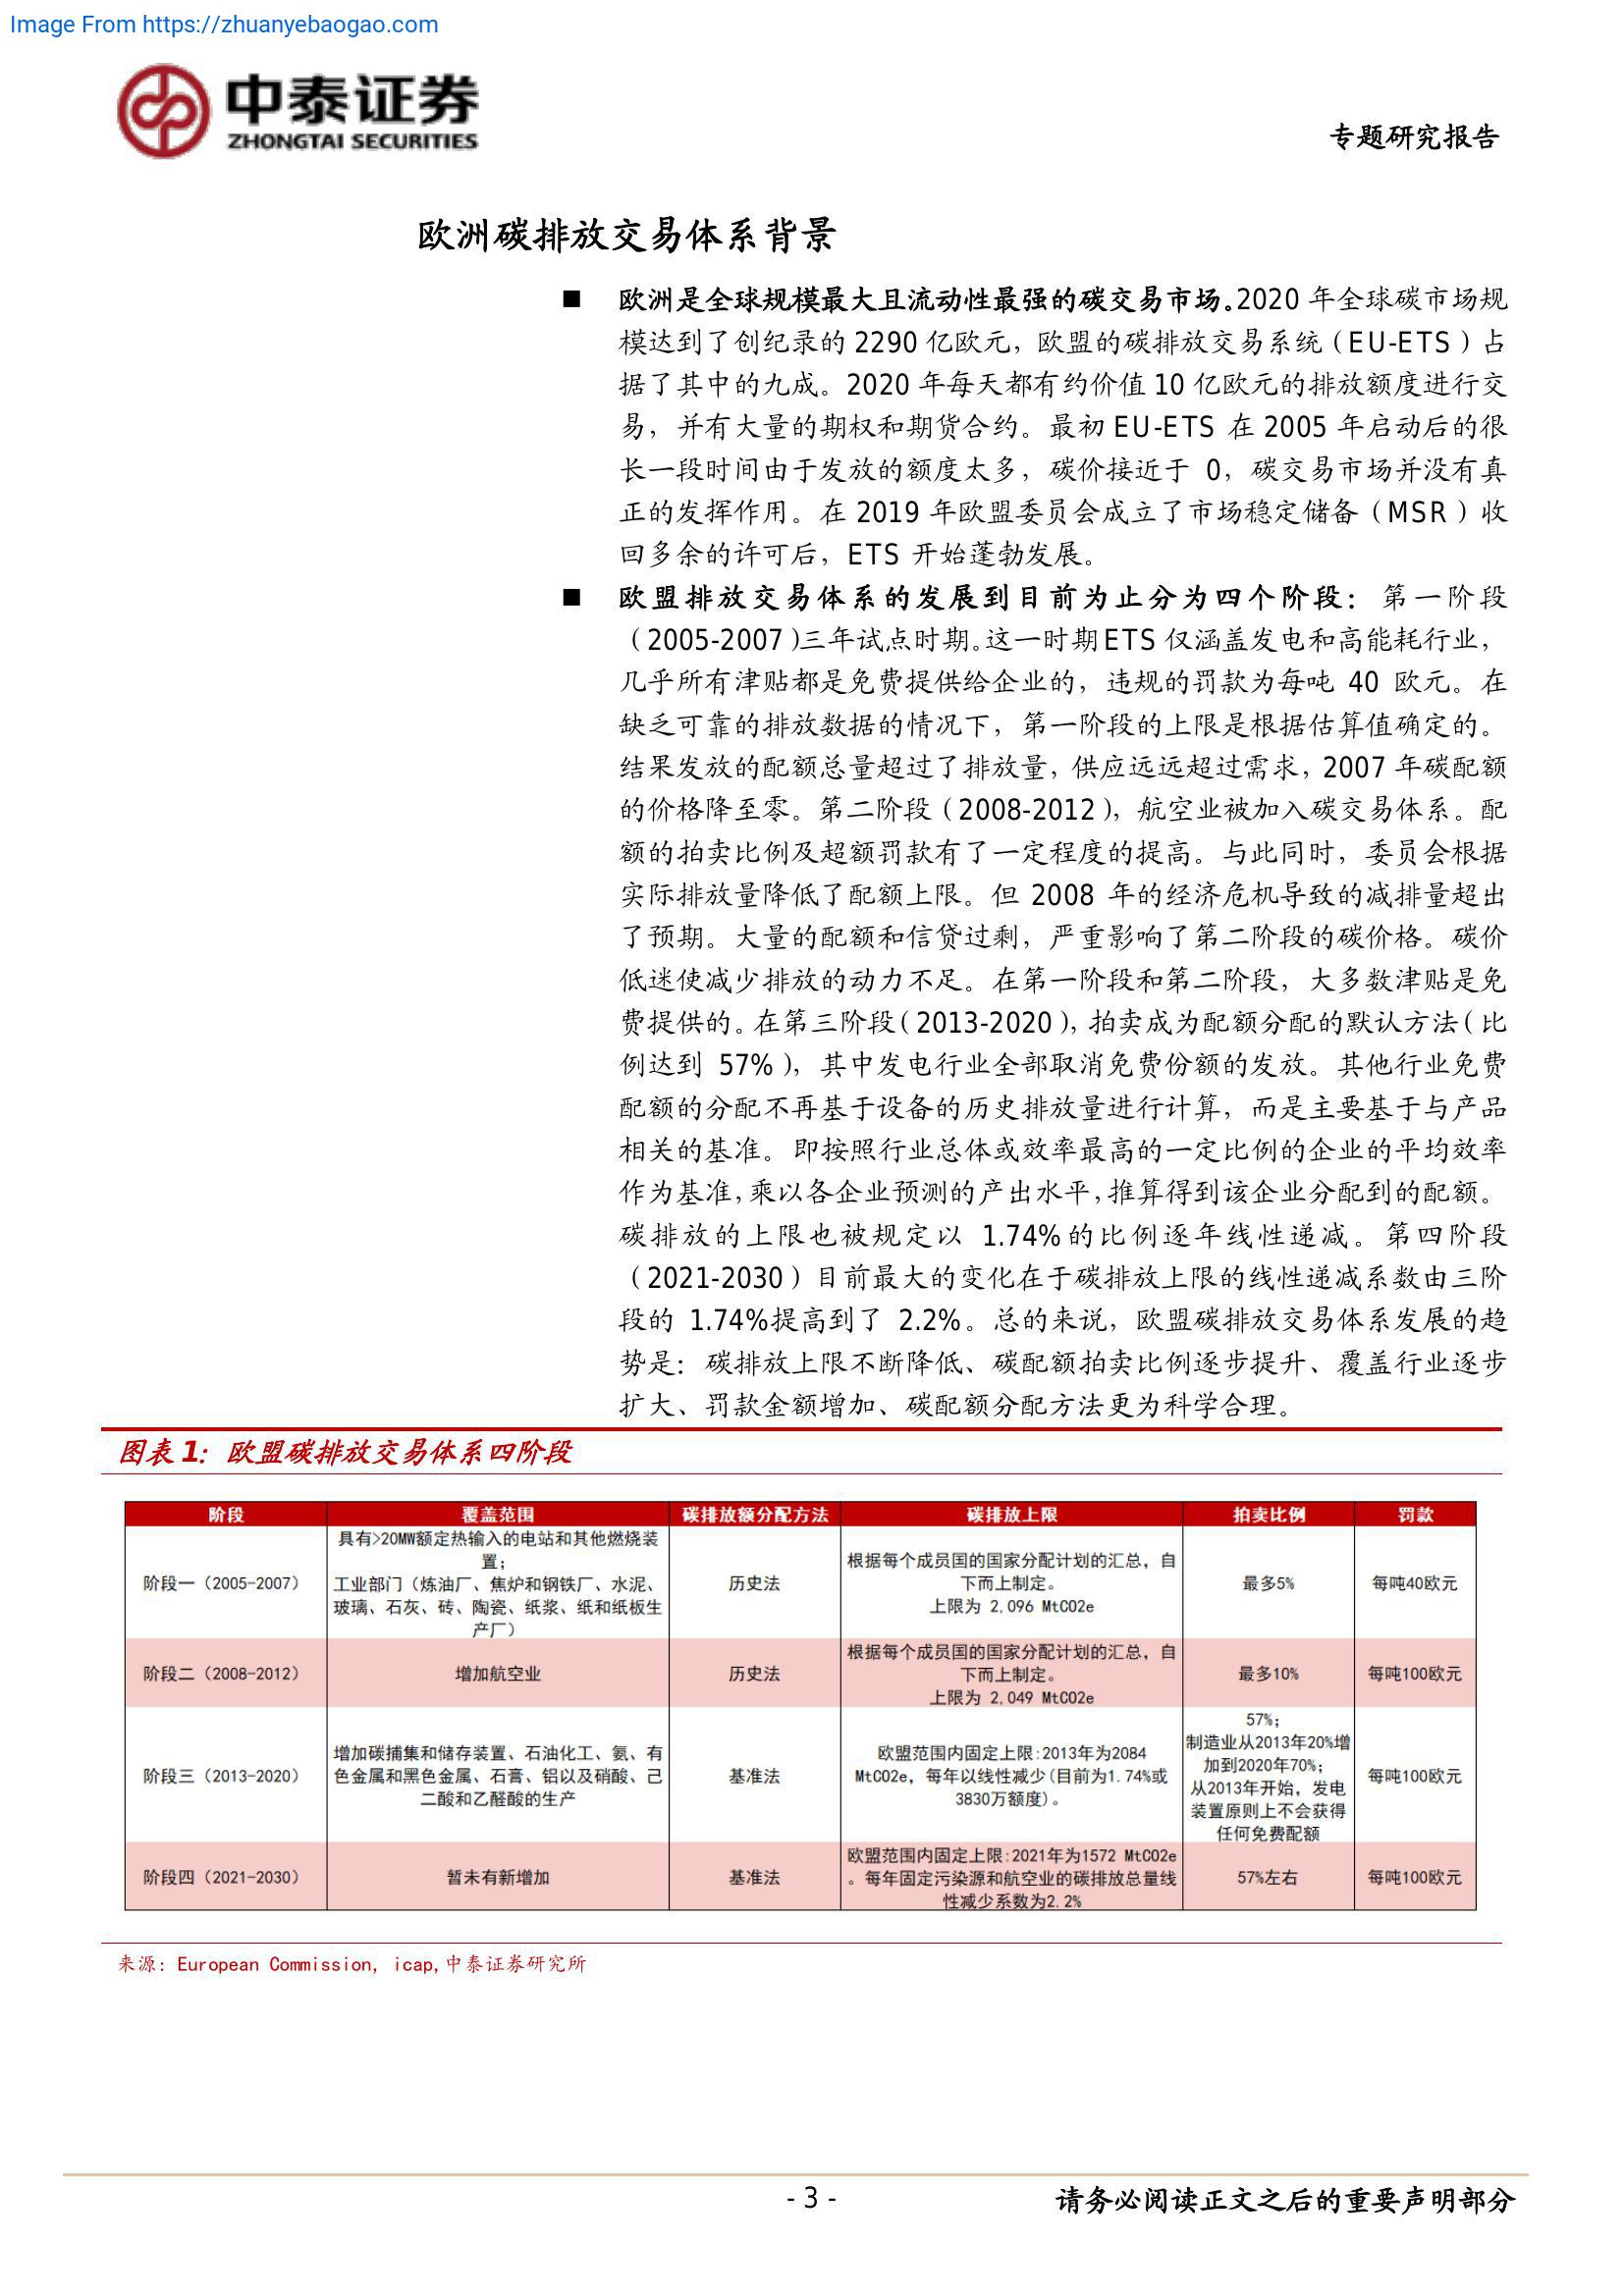 Image From https://zhuanyebaogao.com
中泰证券
ZHONGTAI SECURITIES
专题研究报告
欧洲碳排放交易体系背景
■ 欧洲是全球规模最大且流动性最强的碳交易市场。2020 年全球碳市场规
模达到了创纪录的 2290 亿欧元，欧盟的碳排放交易系统（EU-ETS）占
据了其中的九成。2020 年每天都有约价值 10 亿欧元的排放额度进行交
易，并有大量的期权和期货合约。最初 EU-ETS 在 2005 年启动后的很
长一段时间由于发放的额度太多，碳价接近于 0，碳交易市场并没有真
正的发挥作用。在 2019 年欧盟委员会成立了市场稳定储备（MSR）收
回多余的许可后，ETS 开始蓬勃发展。
■ 欧盟排放交易体系的发展到目前为止分为四个阶段：第一阶段
（2005-2007）三年试点时期。这一时期 ETS 仅涵盖发电和高能耗行业，
几乎所有津贴都是免费提供给企业的，违规的罚款为每吨 40 欧元。在
缺乏可靠的排放数据的情况下，第一阶段的上限是根据估算值确定的。
结果发放的配额总量超过了排放量，供应远远超过需求，2007 年碳配额
的价格降至零。第二阶段（2008-2012），航空业被加入碳交易体系。配
额的拍卖比例及超额罚款有了一定程度的提高。与此同时，委员会根据
实际排放量降低了配额上限。但 2008 年的经济危机导致的减排量超出
了预期。大量的配额和信贷过剩，严重影响了第二阶段的碳价格。碳价
低迷使减少排放的动力不足。在第一阶段和第二阶段，大多数津贴是免
费提供的。在第三阶段（2013-2020），拍卖成为配额分配的默认方法（比
例达到 57%），其中发电行业全部取消免费份额的发放。其他行业免费
配额的分配不再基于设备的历史排放量进行计算，而是主要基于与产品
相关的基准。即按照行业总体或效率最高的一定比例的企业的平均效率
作为基准，乘以各企业预测的产出水平，推算得到该企业分配到的配额。
碳排放的上限也被规定以 1.74%的比例逐年线性递减。第四阶段
（2021-2030）目前最大的变化在于碳排放上限的线性递减系数由三阶
段的 1.74%提高到了 2.2%。总的来说，欧盟碳排放交易体系发展的趋
势是：碳排放上限不断降低、碳配额拍卖比例逐步提升、覆盖行业逐步
扩大、罚款金额增加、碳配额分配方法更为科学合理。
图表 1：欧盟碳排放交易体系四阶段
阶段 覆盖范围 碳排放额分配方法 碳排放上限 拍卖比例 罚款
阶段一（2005-2007）
具有>20MW额定热输入的电站和其他燃烧装
置；
工业部门（炼油厂、焦炉和钢铁厂、水泥、
玻璃、石灰、砖、陶瓷、纸浆、纸和纸板生
产厂）
历史法
根据每个成员国的国家分配计划的汇总，自
下而上制定。
上限为 2,096 MtCO2e
最多5%
每吨40欧元
阶段二（2008-2012）
增加航空业
历史法
根据每个成员国的国家分配计划的汇总，自
下而上制定。
上限为 2,049 MtCO2e
最多10%
每吨100欧元
阶段三（2013-2020）
增加碳捕集和储存装置、石油化工、氨、有
色金属和黑色金属、石膏、铝以及硝酸、己
二酸和乙醛酸的生产
基准法
欧盟范围内固定上限:2013年为2084
MtCO2e，每年以线性减少(目前为1.74%或
3830万额度)。
57%；
制造业从2013年20%增
加到2020年70%；
从2013年开始，发电
装置原则上不会获得
任何免费配额
每吨100欧元
阶段四（2021-2030）
暂未有新增加
基准法
欧盟范围内固定上限:2021年为1572 MtCO2e
。每年固定污染源和航空业的碳排放总量线
性减少系数为2.2%
57%左右
每吨100欧元
来源：European Commission, icap,中泰证券研究所
- 3 -
请务必阅读正文之后的重要声明部分